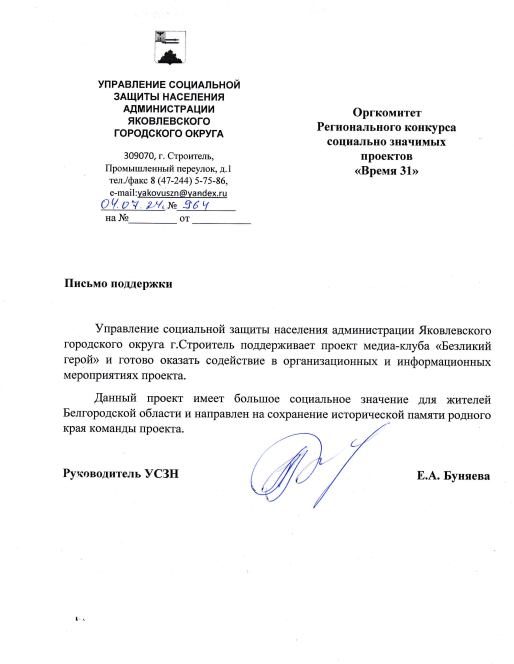 УПРАВЛЕНИЕ СОЦИАЛЬНОЙ
ЗАЩИТЫ НАСЕЛЕНИЯ
АДМИНИСТРАЦИИ
ЯКОВЛЕВСКОГО
ГОРОДСКОГО ОКРУГА
309070, г. Строитель,
Промышленный переулок, д.1
тел./факс 8 (47-244) 5-75-86,
e-mail:yakovuszn@yandex.ru
04.07.24. № 964
на №_________ от ___________
Оргкомитет
Регионального конкурса
социально значимых
проектов
«Время 31»
Письмо поддержки
Управление социальной защиты населения администрации Яковлевского
городского округа г.Строитель поддерживает проект медиа-клуба «Безликий
герой» и готово оказать содействие в организационных и информационных
мероприятиях проекта.
Данный проект имеет большое социальное значение для жителей
Белгородской области и направлен на сохранение исторической памяти родного
края команды проекта.
Руководитель УСЗН Е.А. Буняева